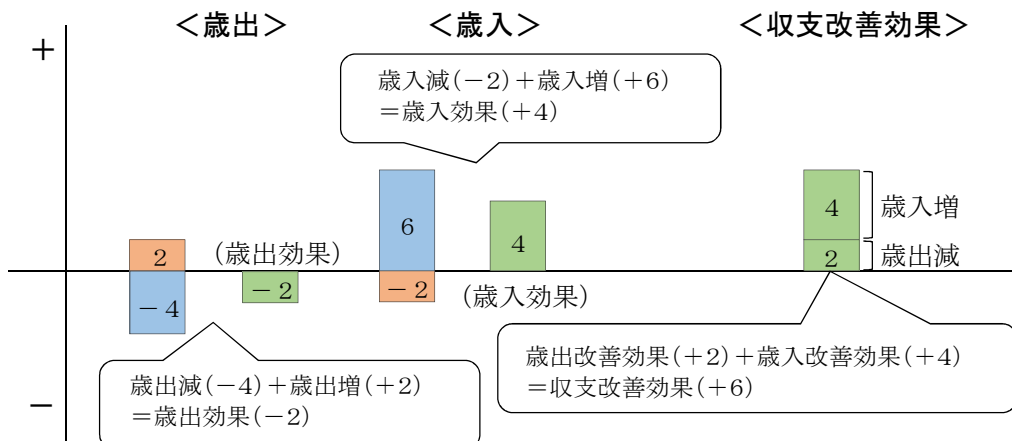 ＜歳出＞
＜歳入＞
＜収支改善効果＞
＋
歳入減(－2)＋歳入増(＋6)
＝歳入効果(＋4)
6
4
4
歳入増
2
(歳出効果)
2
歳出減
－4
－2
－2
(歳入効果)
歳出減(－4)＋歳出増(＋2)
＝歳出効果(－2)
歳出改善効果(＋2)＋歳入改善効果(＋4)
＝収支改善効果(＋6)
－